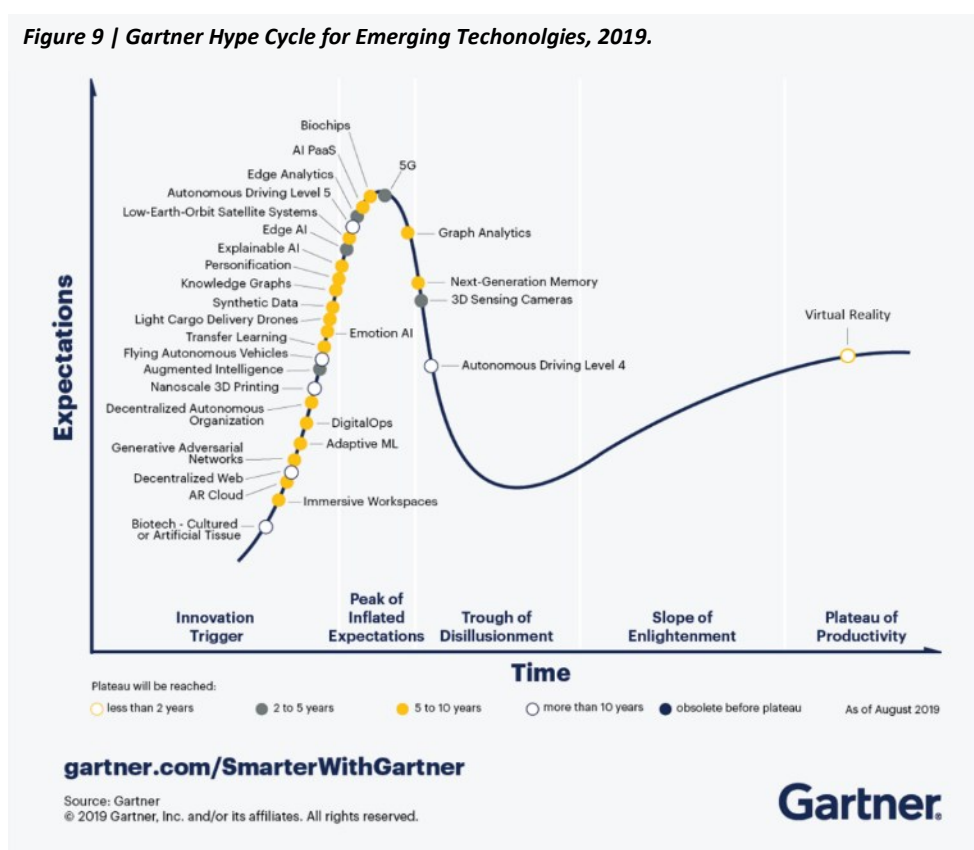 Figure 9 | Gartner Hype Cycle for Emerging Techonolgies, 2019.
Expectations
Biochips
AI PaaS
Edge Analytics
Autonomous Driving Level 5
Low-Earth-Orbit Satellite Systems
Edge AI
Explainable AI
Personification
Knowledge Graphs
Synthetic Data
Light Cargo Delivery Drones
Transfer Learning
Flying Autonomous Vehicles
Augmented Intelligence
Nanoscale 3D Printing
Decentralized Autonomous
Organization
Generative Adversarial
Networks
Decentralized Web
AR Cloud
Biotech - Cultured
or Artificial Tissue
Emotion AI
DigitalOps
Adaptive ML
Immersive Workspaces
5G
Graph Analytics
Next-Generation Memory
3D Sensing Cameras
Autonomous Driving Level 4
Virtual Reality
Innovation
Trigger
Peak of
Inflated
Expectations
Trough of
Disillusionment
Slope of
Enlightenment
Plateau of
Productivity
Time
Plateau will be reached:
less than 2 years
2 to 5 years
5 to 10 years
more than 10 years
obsolete before plateau
As of August 2019
gartner.com/SmarterWithGartner
Source: Gartner
© 2019 Gartner, Inc. and/or its affiliates. All rights reserved.
Gartner®